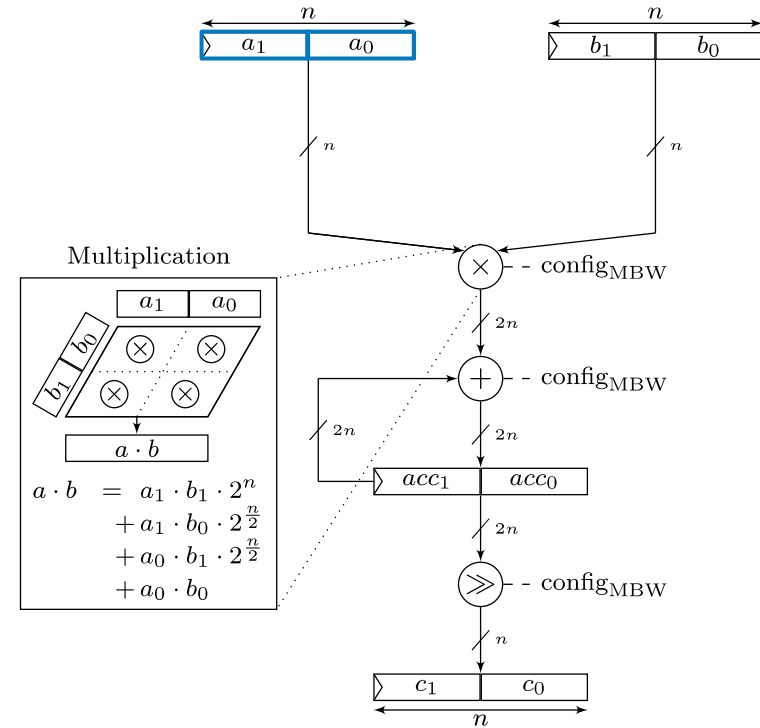 n n
a₁ a₀ b₁ b₀
n n
Multiplication
× config_MBW
a₁ a₀
2n
b₁ b₀
× ×
+ config_MBW
× ×
2n 2n
a · b
acc₁ acc₀
a · b = a₁ · b₁ · 2ⁿ
+ a₁ · b₀ · 2^{n/2}
2n
+ a₀ · b₁ · 2^{n/2}
+ a₀ · b₀
≫ config_MBW
n
c₁ c₀
n